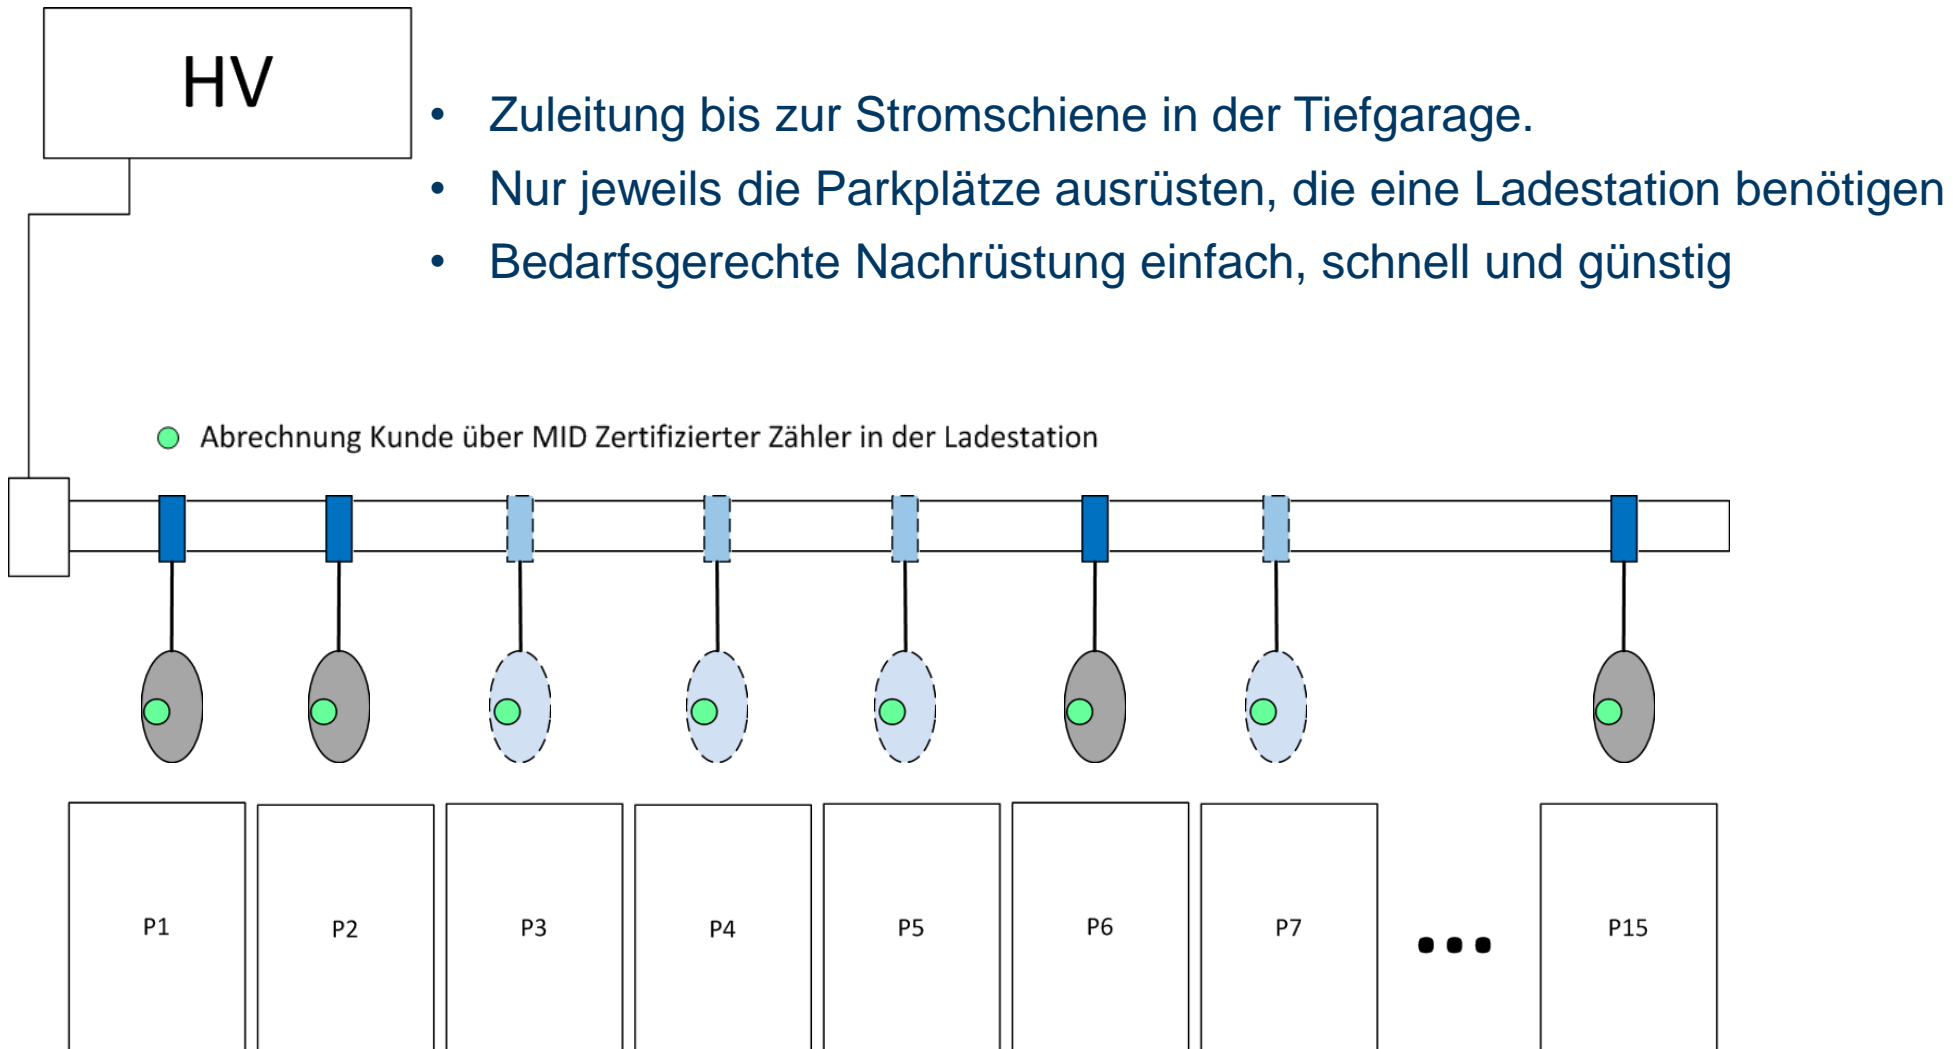 HV
• Zuleitung bis zur Stromschiene in der Tiefgarage.
• Nur jeweils die Parkplätze ausrüsten, die eine Ladestation benötigen
• Bedarfsgerechte Nachrüstung einfach, schnell und günstig
Abrechnung Kunde über MID Zertifizierter Zähler in der Ladestation
P1 P2 P3 P4 P5 P6 P7 ... P15